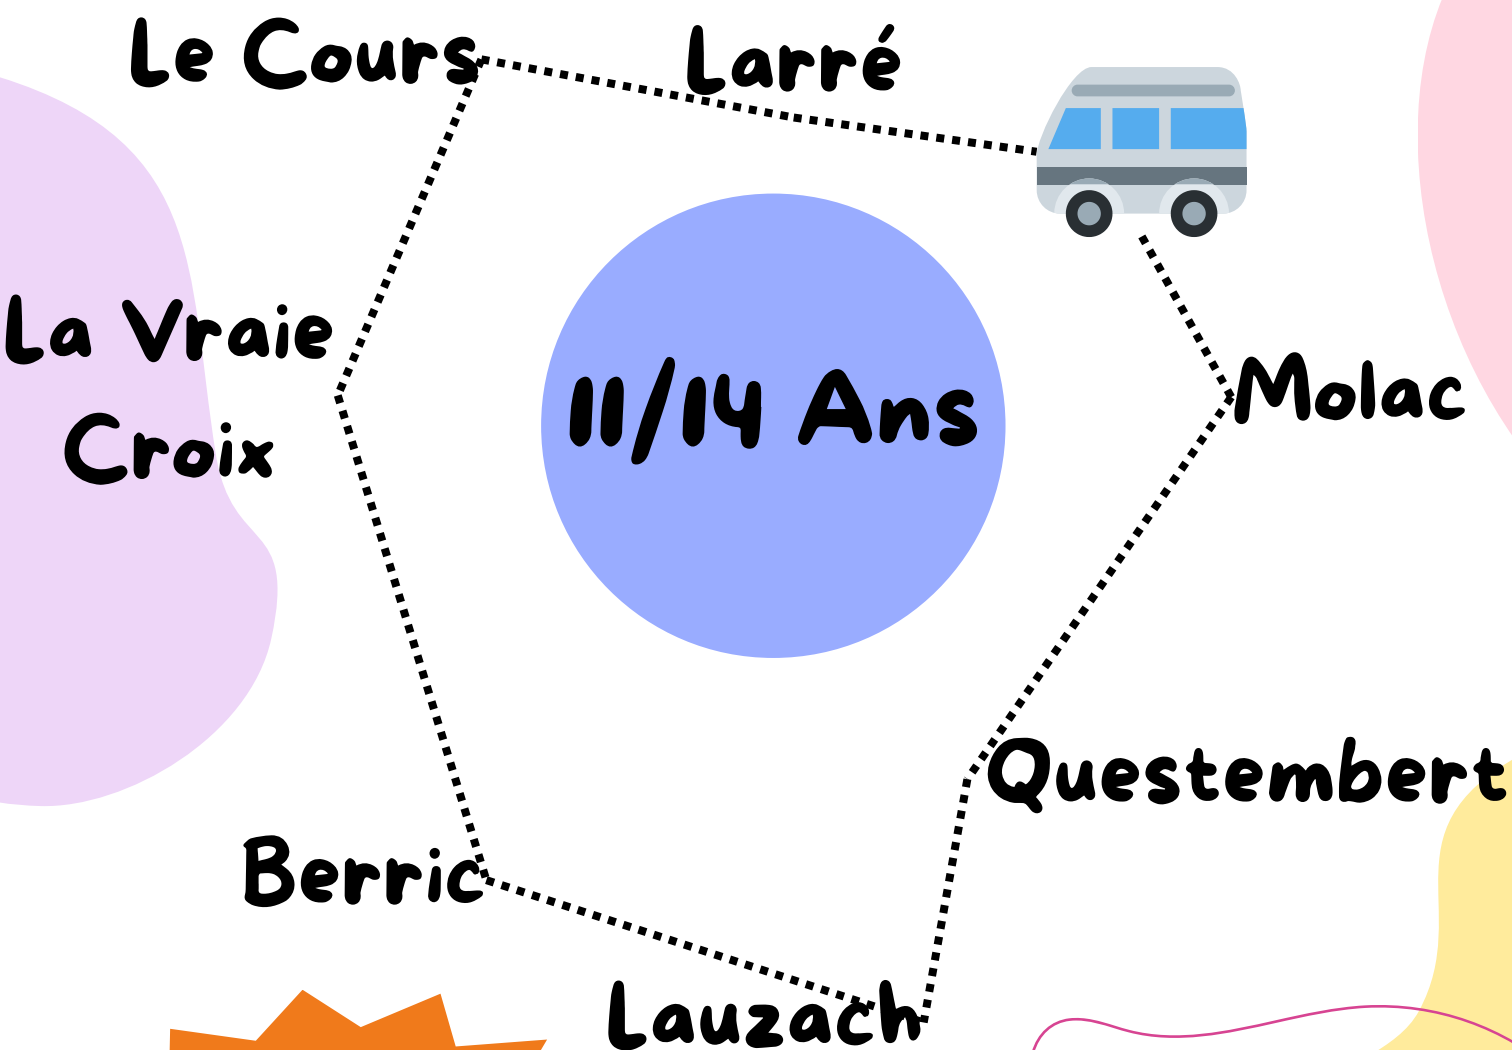 Le Cours
Larré
La Vraie
Croix
11/14 Ans
Molac
Questembert
Berric
Lauzach